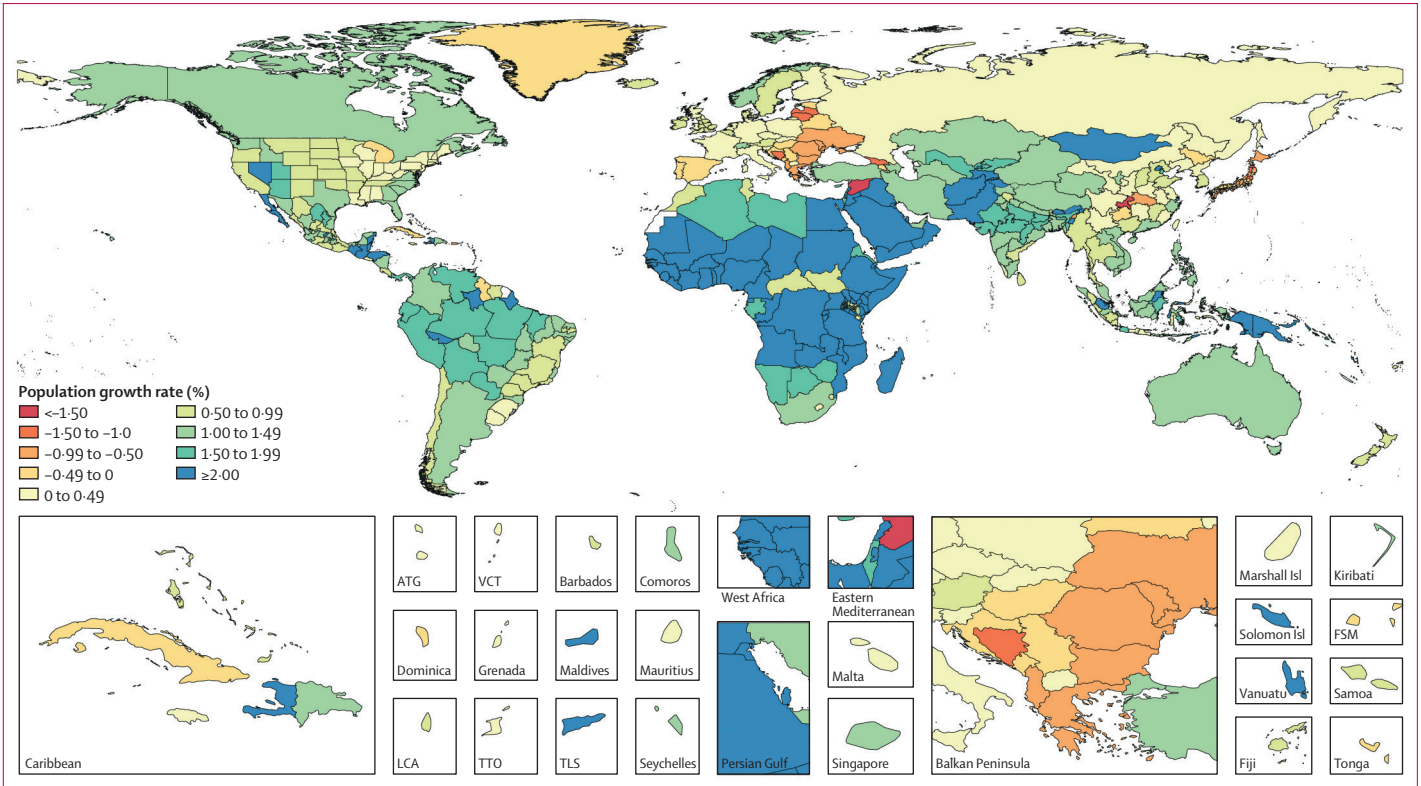 Population growth rate (%)
<–1·50
–1·50 to –1·0
–0·99 to –0·50
–0·49 to 0
0 to 0·49
0·50 to 0·99
1·00 to 1·49
1·50 to 1·99
≥2·00
Caribbean
ATG
VCT
Barbados
Comoros
West Africa
Eastern
Mediterranean
Dominica
Grenada
Maldives
Mauritius
Malta
LCA
TTO
TLS
Seychelles
Persian Gulf
Singapore
Balkan Peninsula
Marshall Isl
Kiribati
Solomon Isl
FSM
Vanuatu
Samoa
Fiji
Tonga